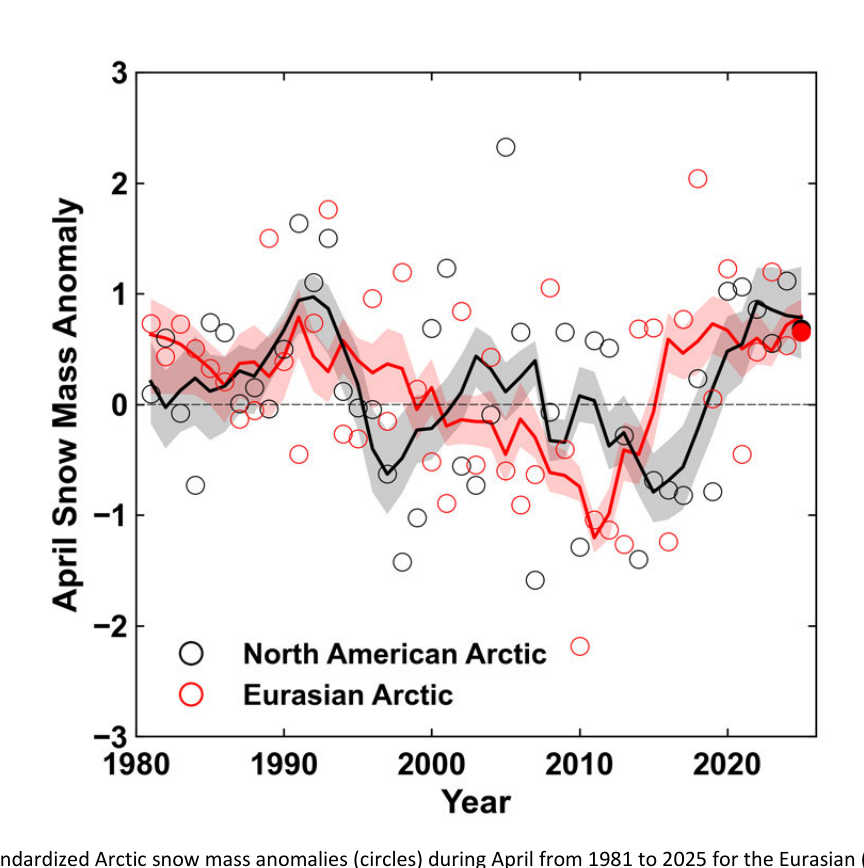 3
2
1
0
−1
−2
−3
April Snow Mass Anomaly
North American Arctic
Eurasian Arctic
1980 1990 2000 2010 2020
Year
ndardized Arctic snow mass anomalies (circles) during April from 1981 to 2025 for the Eurasian (